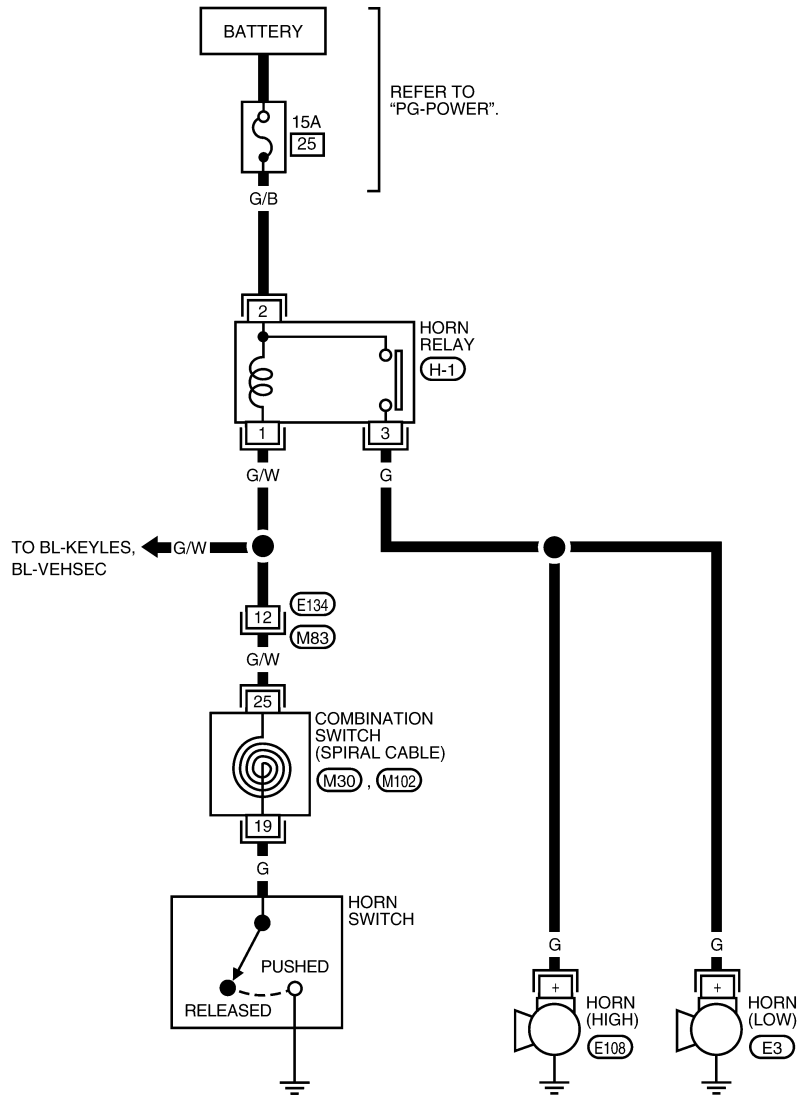 BATTERY
REFER TO
“PG-POWER”.
15A
25
G/B
2
HORN
RELAY
H-1
1
3
G/W
G
TO BL-KEYLES,
BL-VEHSEC
G/W
12
E134
M83
G/W
25
COMBINATION
SWITCH
(SPIRAL CABLE)
M30 , M102
19
G
HORN
SWITCH
PUSHED
RELEASED
G
G
+
+
HORN
(HIGH)
E108
HORN
(LOW)
E3